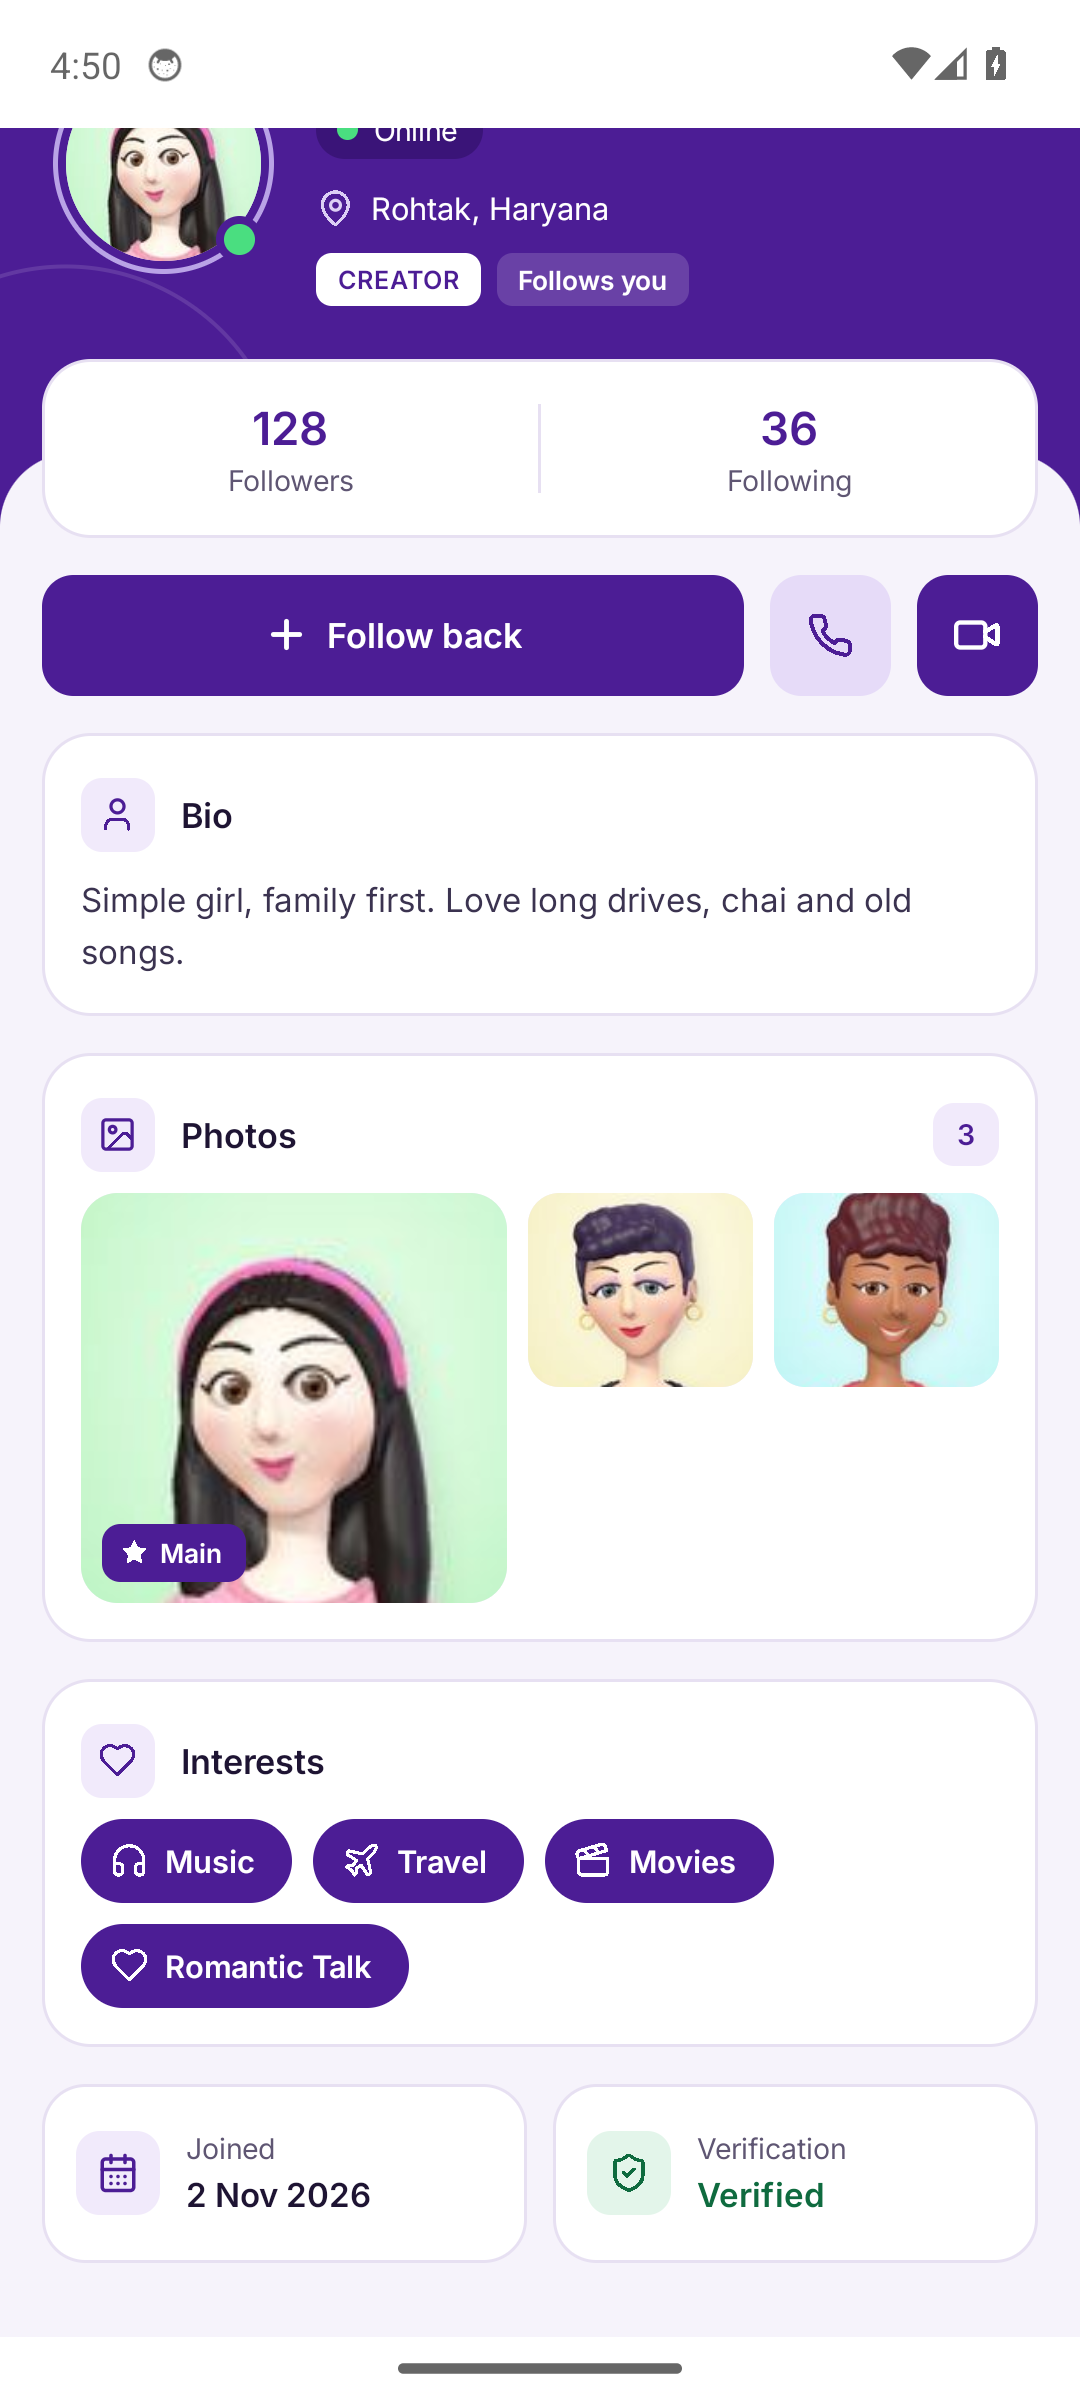 4:50
Online
Rohtak, Haryana
CREATOR
Follows you
128
Followers
36
Following
Follow back
Bio
Simple girl, family first. Love long drives, chai and old
songs.
Photos
3
Main
Interests
Music
Travel
Movies
Romantic Talk
Joined
2 Nov 2026
Verification
Verified